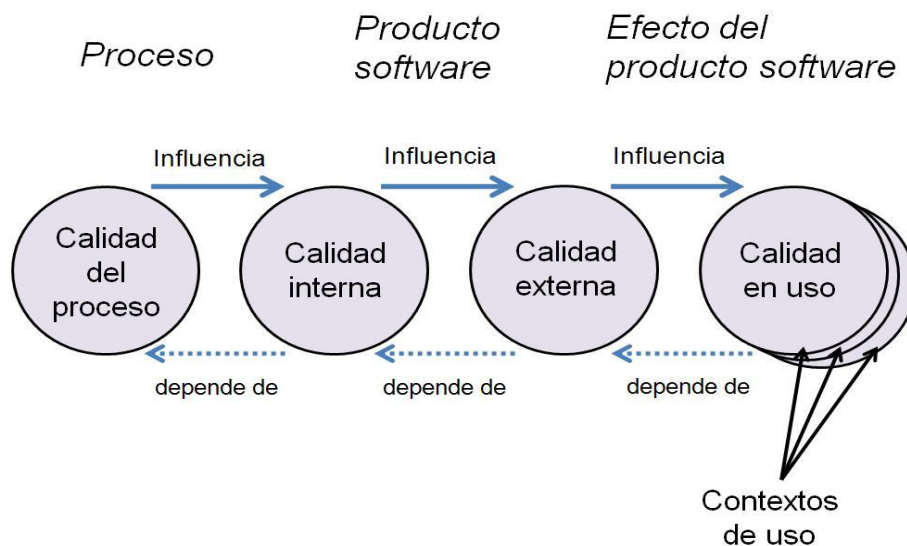 Proceso
Producto
software
Efecto del
producto software
Influencia
Influencia
Influencia
Calidad
del
proceso
Calidad
interna
Calidad
externa
Calidad
en uso
depende de
depende de
depende de
Contextos
de uso